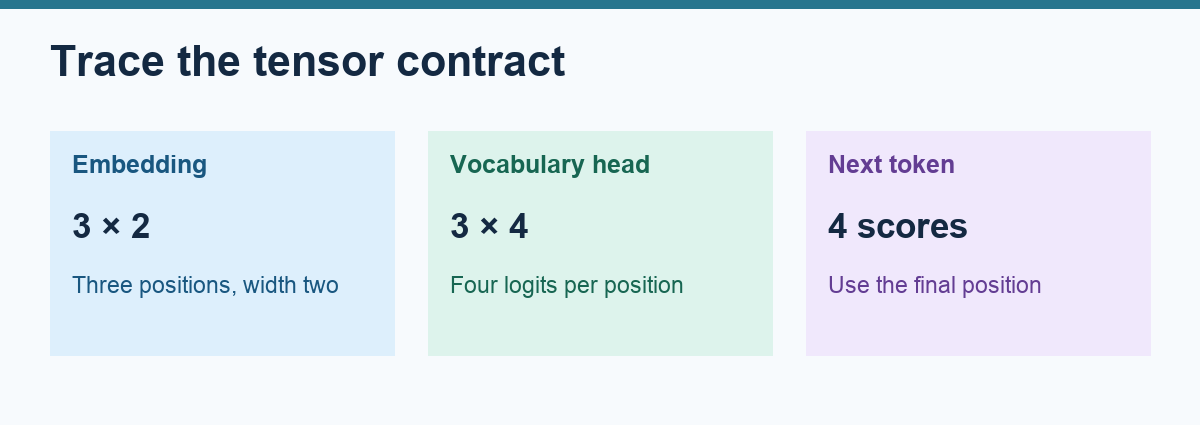 Trace the tensor contract
Embedding
3 × 2
Three positions, width two
Vocabulary head
3 × 4
Four logits per position
Next token
4 scores
Use the final position